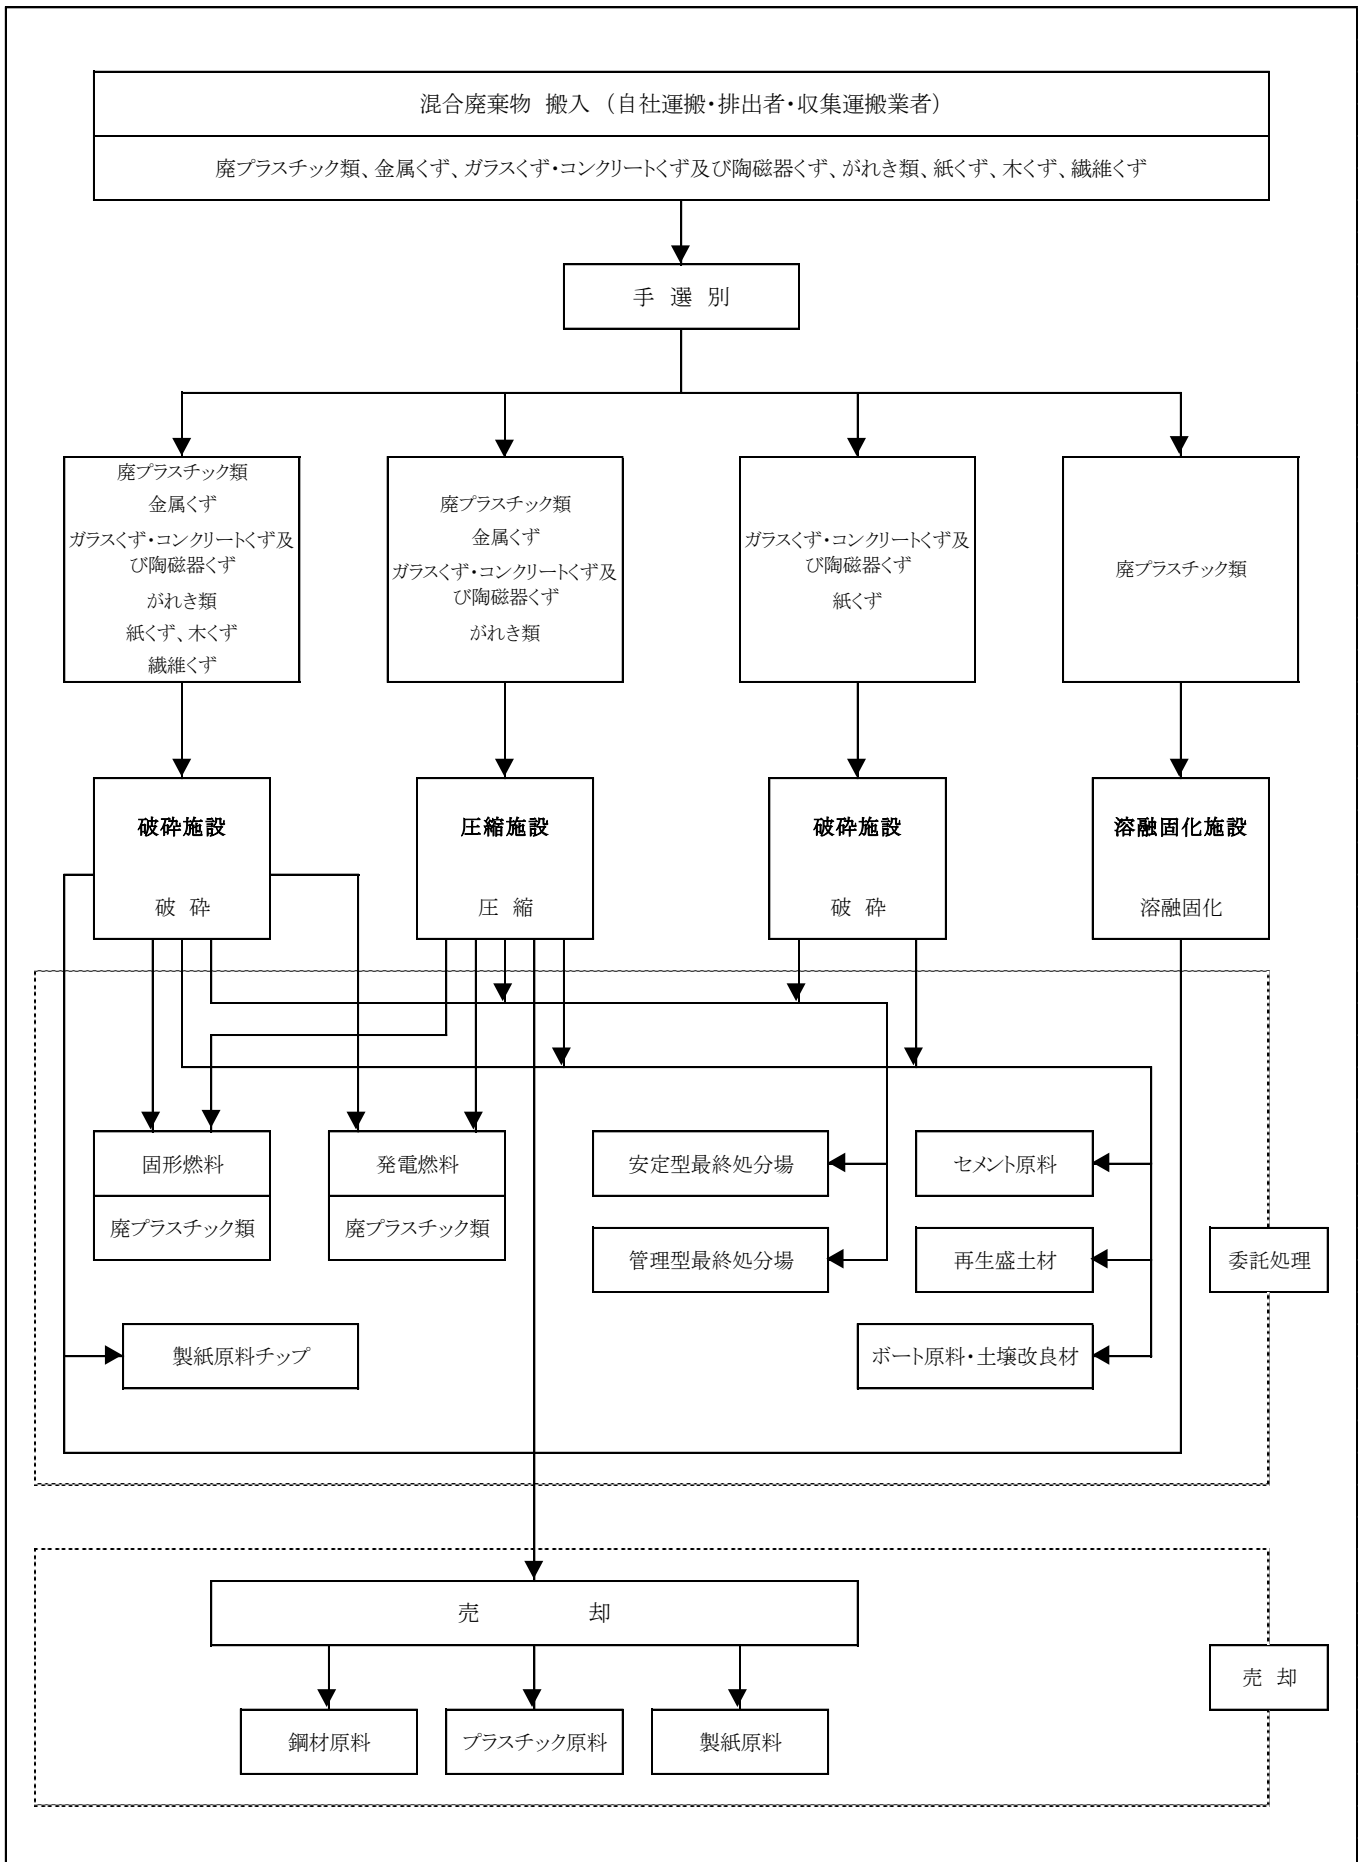 混合廃棄物 搬入 （自社運搬・排出者・収集運搬業者）
廃プラスチック類、金属くず、ガラスくず・コンクリートくず及び陶磁器くず、がれき類、紙くず、木くず、繊維くず
手 選 別
廃プラスチック類
金属くず
ガラスくず・コンクリートくず及
び陶磁器くず
がれき類
紙くず、木くず
繊維くず
廃プラスチック類
金属くず
ガラスくず・コンクリートくず及
び陶磁器くず
がれき類
ガラスくず・コンクリートくず及
び陶磁器くず
紙くず
廃プラスチック類
破砕施設
破 砕
圧縮施設
圧 縮
破砕施設
破 砕
溶融固化施設
溶融固化
固形燃料
廃プラスチック類
発電燃料
廃プラスチック類
安定型最終処分場
セメント原料
管理型最終処分場
再生盛土材
委託処理
製紙原料チップ
ボート原料・土壌改良材
売 却
売 却
鋼材原料
プラスチック原料
製紙原料